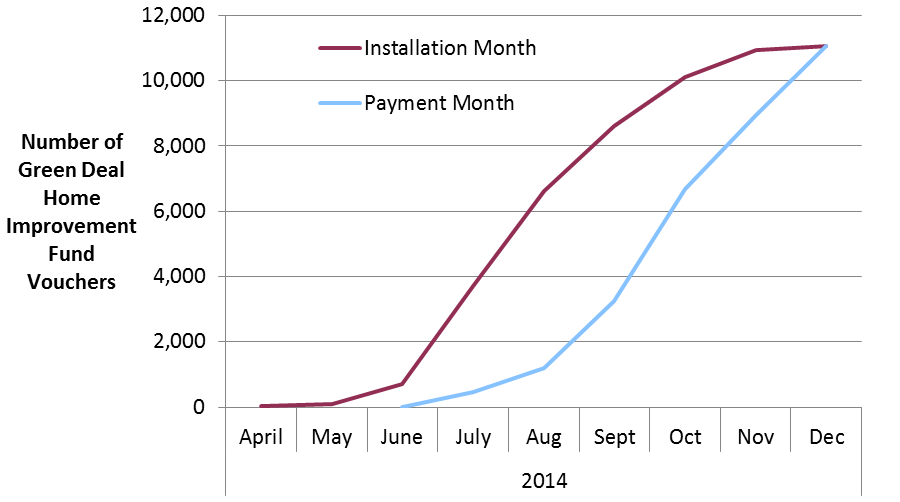 12,000
10,000
8,000
6,000
4,000
2,000
0
Number of
Green Deal
Home
Improvement
Fund
Vouchers
Installation Month
Payment Month
April May June July Aug Sept Oct Nov Dec
2014